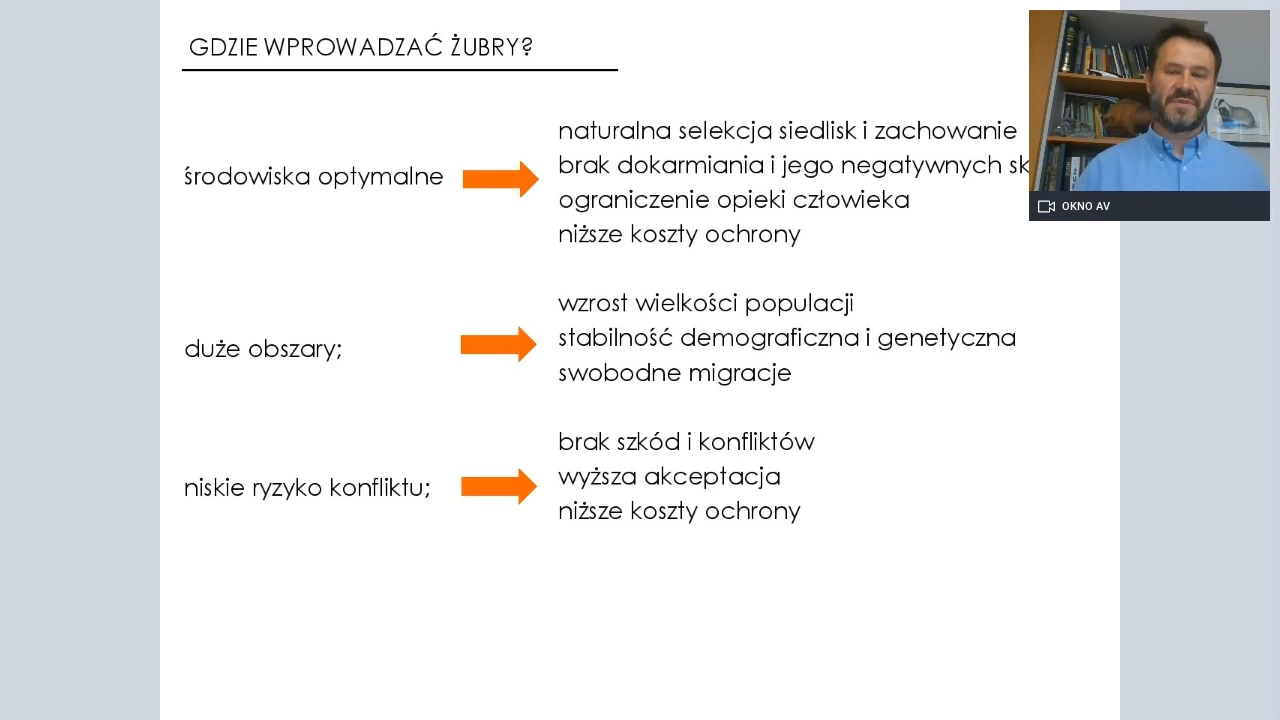 GDZIE WPROWADZAĆ ŻUBRY?
środowiska optymalne
naturalna selekcja siedlisk i zachowanie
brak dokarmiania i jego negatywnych
ograniczenie opieki człowieka
niższe koszty ochrony
duże obszary;
wzrost wielkości populacji
stabilność demograficzna i genetyczna
swobodne migracje
niskie ryzyko konfliktu;
brak szkód i konfliktów
wyższa akceptacja
niższe koszty ochrony
OKNO AV